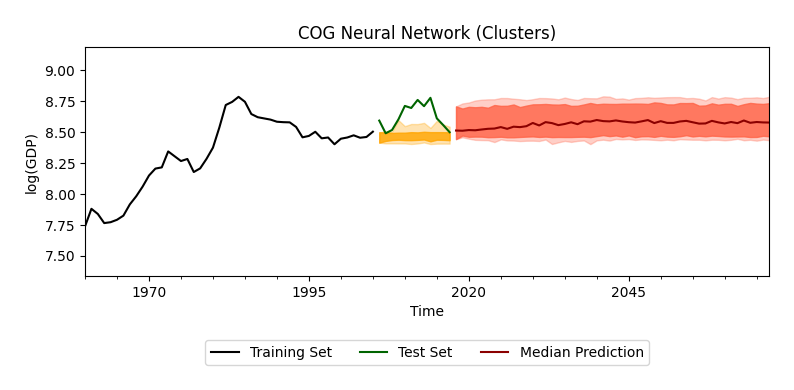 COG Neural Network (Clusters)
9.00
8.75
8.50
8.25
8.00
7.75
7.50
log(GDP)
1970 1995 2020 2045
Time
Training Set Test Set Median Prediction